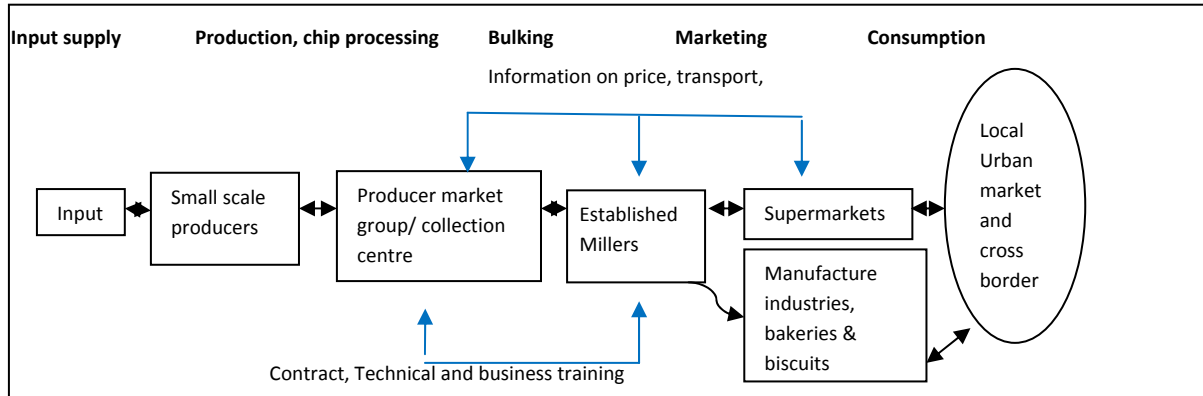 Input supply Production, chip processing Bulking Marketing Consumption
Information on price, transport,
Input
Small scale
producers
Producer market
group/ collection
centre
Established
Millers
Supermarkets
Manufacture
industries,
bakeries &
biscuits
Local
Urban
market
and
cross
border
Contract, Technical and business training